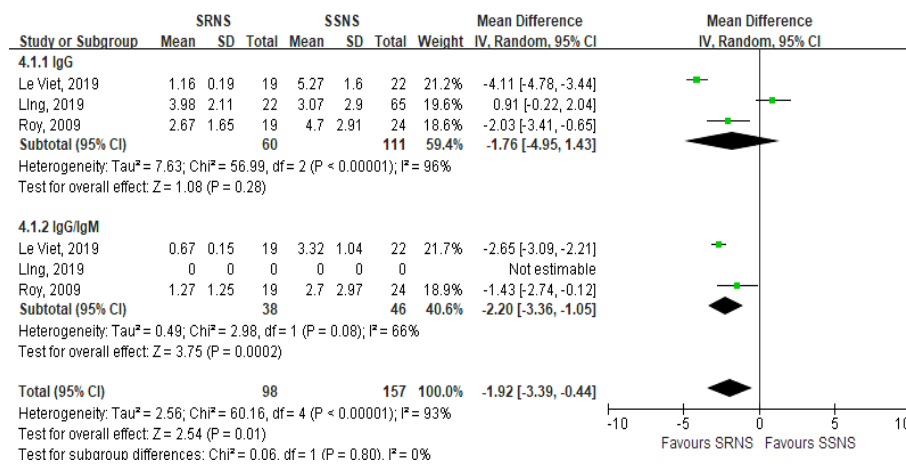 SRNS SSNS Mean Difference Mean Difference
Study or Subgroup Mean SD Total Mean SD Total Weight IV, Random, 95% CI IV, Random, 95% CI
4.1.1 IgG
Le Viet, 2019 1.16 0.19 19 5.27 1.6 22 21.2% -4.11 [-4.78, -3.44]
LIng, 2019 3.98 2.11 22 3.07 2.9 65 19.6% 0.91 [-0.22, 2.04]
Roy, 2009 2.67 1.65 19 4.7 2.91 24 18.6% -2.03 [-3.41, -0.65]
Subtotal (95% CI) 60 111 59.4% -1.76 [-4.95, 1.43]
Heterogeneity: Tau² = 7.63; Chi² = 56.99, df = 2 (P < 0.00001); I² = 96%
Test for overall effect: Z = 1.08 (P = 0.28)
4.1.2 IgG/IgM
Le Viet, 2019 0.67 0.15 19 3.32 1.04 22 21.7% -2.65 [-3.09, -2.21]
LIng, 2019 0 0 0 0 0 0 Not estimable
Roy, 2009 1.27 1.25 19 2.7 2.97 24 18.9% -1.43 [-2.74, -0.12]
Subtotal (95% CI) 38 46 40.6% -2.20 [-3.36, -1.05]
Heterogeneity: Tau² = 0.49; Chi² = 2.98, df = 1 (P = 0.08); I² = 66%
Test for overall effect: Z = 3.75 (P = 0.0002)
Total (95% CI) 98 157 100.0% -1.92 [-3.39, -0.44]
Heterogeneity: Tau² = 2.56; Chi² = 60.16, df = 4 (P < 0.00001); I² = 93%
Test for overall effect: Z = 2.54 (P = 0.01)
Test for subgroup differences: Chi² = 0.06, df = 1 (P = 0.80), I² = 0%
-10 -5 0 5 10
Favours SRNS Favours SSNS